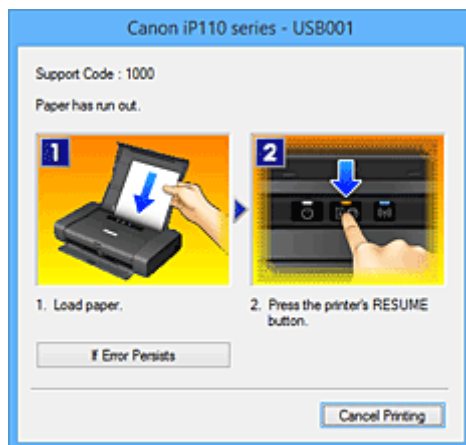 Canon iP110 series - USB001
Support Code : 1000
Paper has run out.
1
2
1. Load paper.
2. Press the printer's RESUME
button.
If Error Persists
Cancel Printing